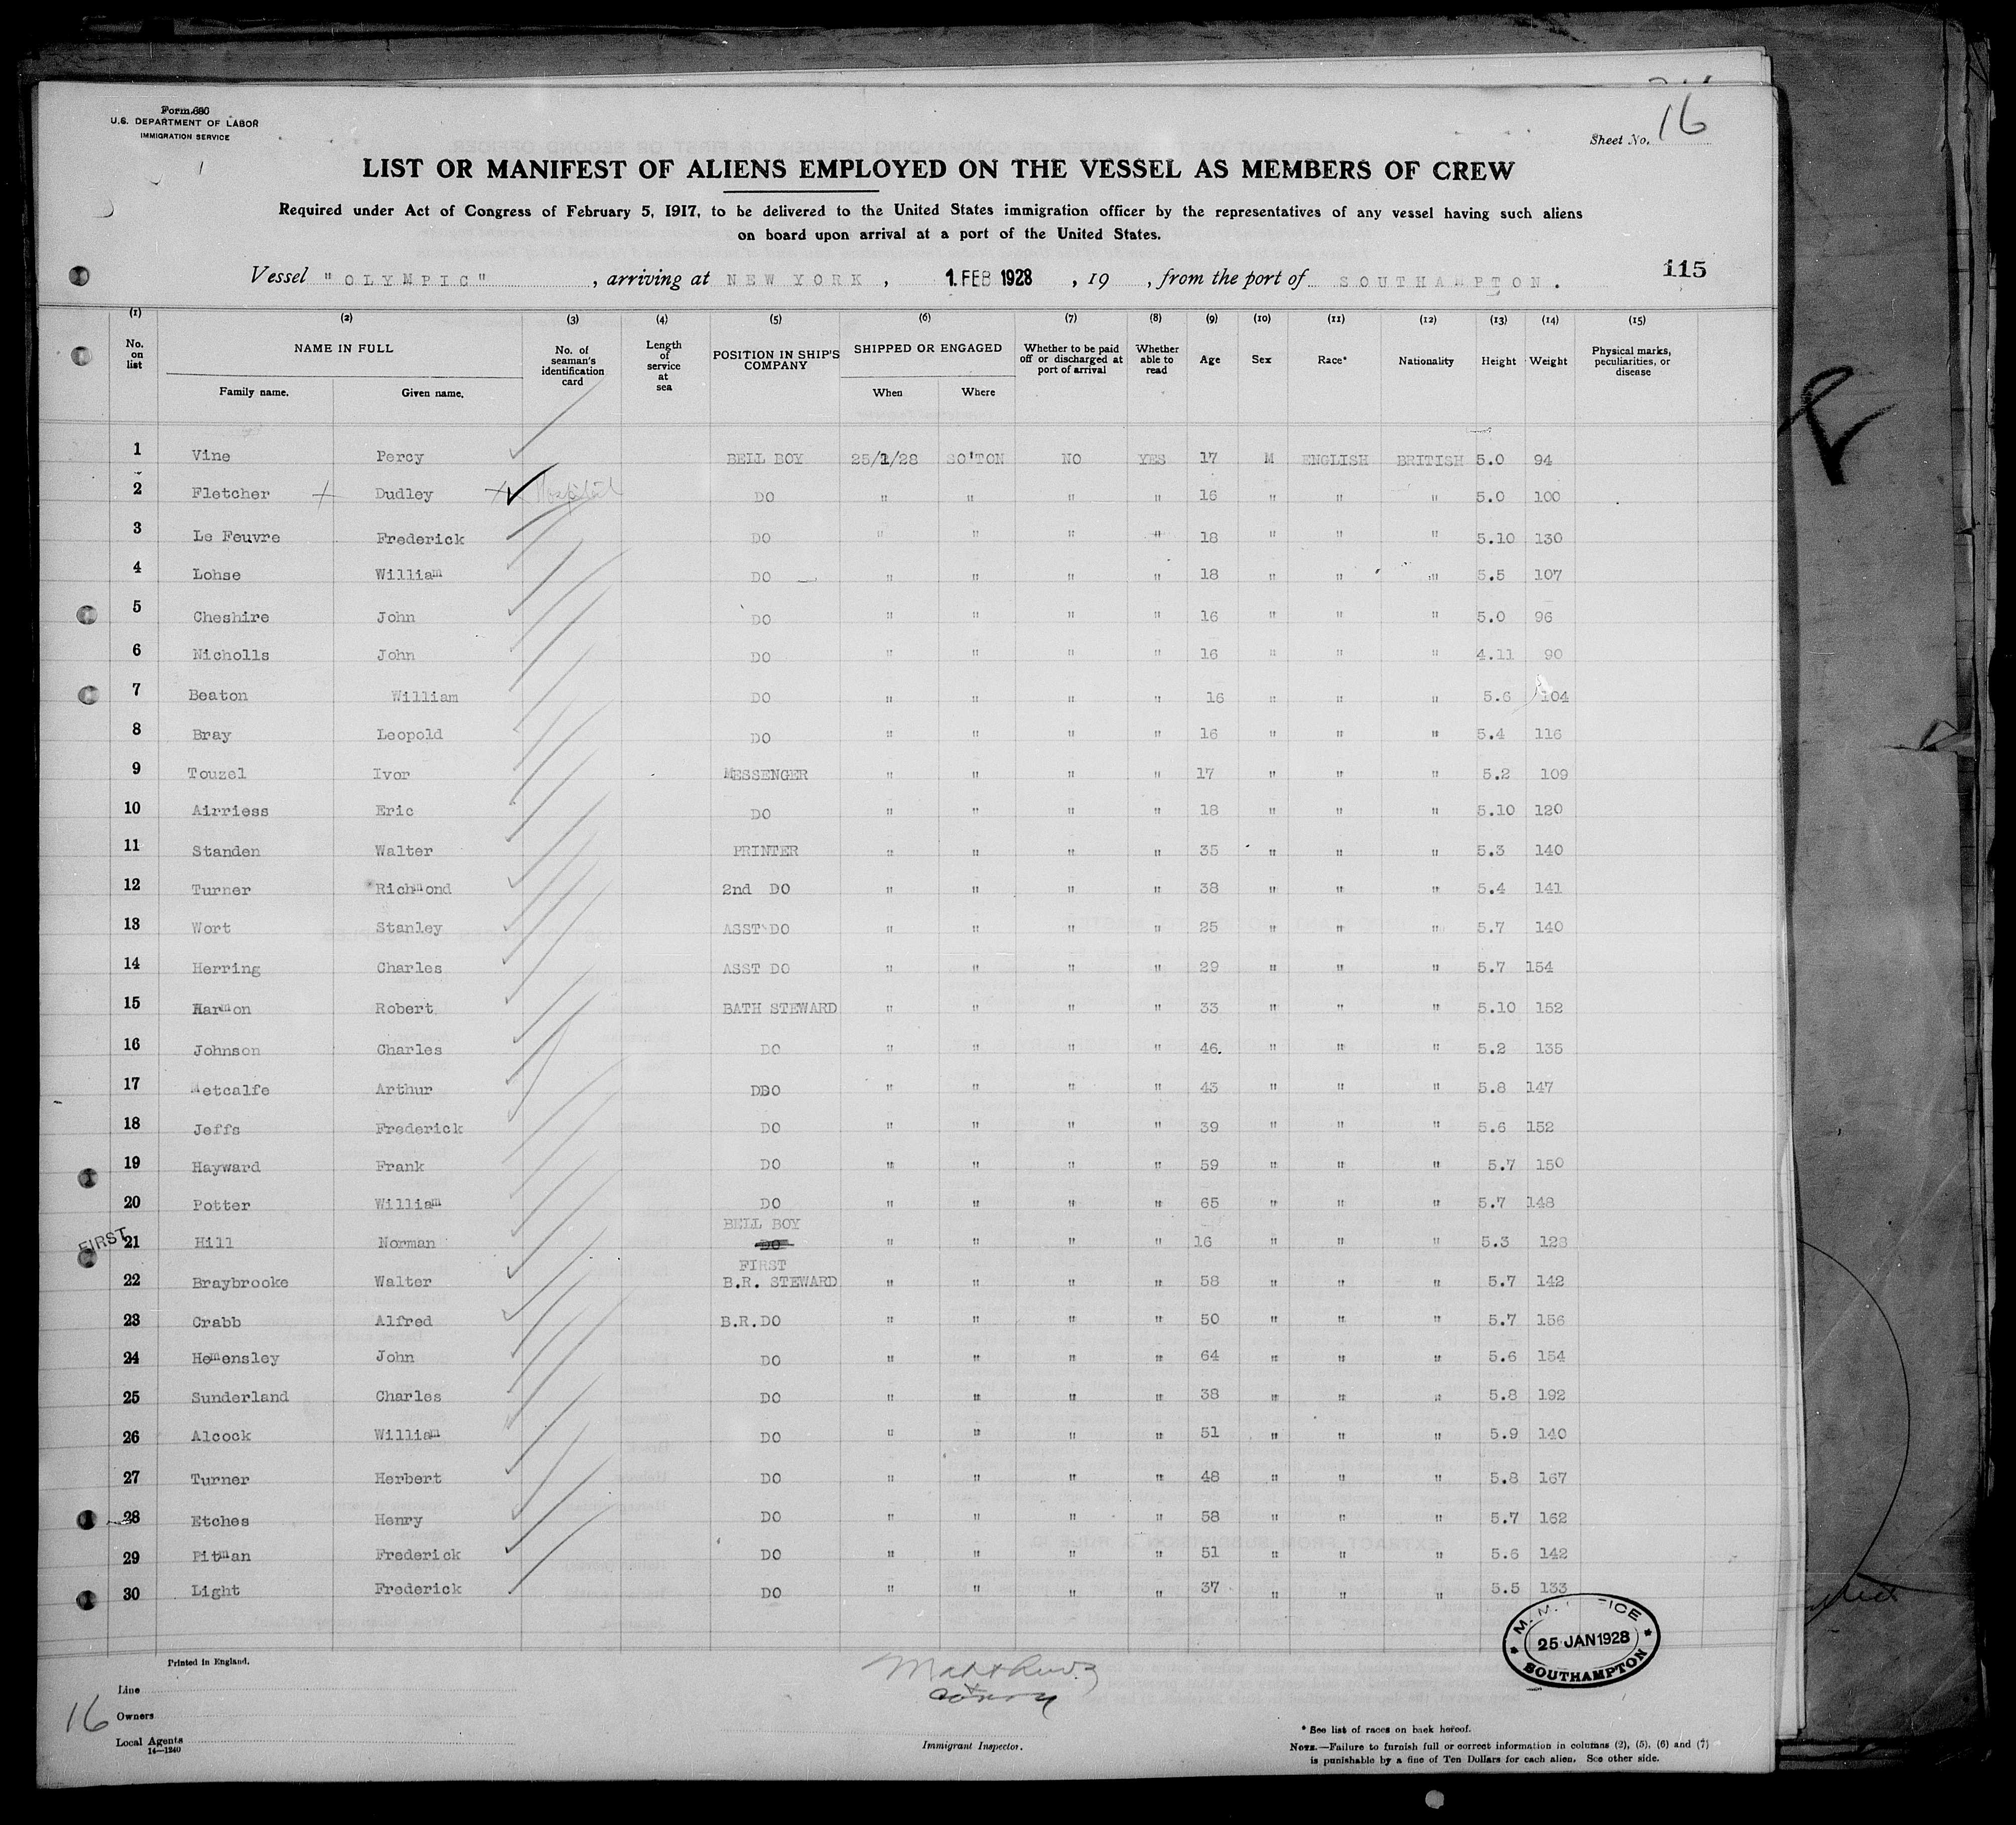 Form 680
U.S. DEPARTMENT OF LABOR
IMMIGRATION SERVICE
Sheet No. 16
LIST OR MANIFEST OF ALIENS EMPLOYED ON THE VESSEL AS MEMBERS OF CREW
Required under Act of Congress of February 5, 1917, to be delivered to the United States immigration officer by the representatives of any vessel having such aliens
on board upon arrival at a port of the United States.
115
Vessel "OLYMPIC", arriving at NEW YORK, 1. FEB 1928, 19 , from the port of SOUTHAMPTON.
(1) (2) (3) (4) (5) (6) (7) (8) (9) (10) (11) (12) (13) (14) (15)
No. on list NAME IN FULL Family name. Given name. No. of seaman's identification card Length of service at sea POSITION IN SHIP'S COMPANY SHIPPED OR ENGAGED When Where Whether to be paid off or discharged at port of arrival Whether able to read Age Sex Race* Nationality Height Weight Physical marks, peculiarities, or disease
1 Vine Percy BELL BOY 25/1/28 SO'TON NO YES 17 M ENGLISH BRITISH 5.0 94
2 Fletcher Dudley Hospital DO " " " " 16 " " " 5.0 100
3 Le Feuvre Frederick DO " " " " 18 " " " 5.10 130
4 Lohse William DO " " " " 18 " " " 5.5 107
5 Cheshire John DO " " " " 16 " " " 5.0 96
6 Nicholls John DO " " " " 16 " " " 4.11 90
7 Beaton William DO " " " " 16 " " " 5.6 104
8 Bray Leopold DO " " " " 16 " " " 5.4 116
9 Touzel Ivor MESSENGER " " " " 17 " " " 5.2 109
10 Airriess Eric DO " " " " 18 " " " 5.10 120
11 Standen Walter PRINTER " " " " 35 " " " 5.3 140
12 Turner Richmond 2nd DO " " " " 38 " " " 5.4 141
13 Wort Stanley ASST DO " " " " 25 " " " 5.7 140
14 Herring Charles ASST DO " " " " 29 " " " 5.7 154
15 Harmon Robert BATH STEWARD " " " " 33 " " " 5.10 152
16 Johnson Charles DO " " " " 46. " " " 5.2 135
17 Metcalfe Arthur DO " " " " 43 " " " 5.8 147
18 Jeffs Frederick DO " " " " 39 " " " 5.6 152
19 Hayward Frank DO " " " " 59 " " " 5.7 150
20 Potter William DO " " " " 65 " " " 5.7 148
BELL BOY
FIRST 21 Hill Norman DO " " " " 16 " " " 5.3 128
FIRST
22 Braybrooke Walter B.R. STEWARD " " " " 58 " " " 5.7 142
23 Crabb Alfred B.R. DO " " " " 50 " " " 5.7 156
24 Hemensley John DO " " " " 64 " " " 5.6 154
25 Sunderland Charles DO " " " " 38 " " " 5.8 192
26 Alcock William DO " " " " 51 " " " 5.9 140
27 Turner Herbert DO " " " " 48 " " " 5.8 167
28 Etches Henry DO " " " " 58 " " " 5.7 162
29 Pitman Frederick DO " " " " 51 " " " 5.6 142
30 Light Frederick DO " " " " 37 " " " 5.5 133
25 JAN 1928
SOUTHAMPTON
Printed in England.
Line
16 Owners
Local Agents
14—1240
Matthews
Immigrant Inspector.
* See list of races on back hereof.
NOTE.—Failure to furnish full or correct information in columns (2), (5), (6) and (7)
is punishable by a fine of Ten Dollars for each alien. See other side.